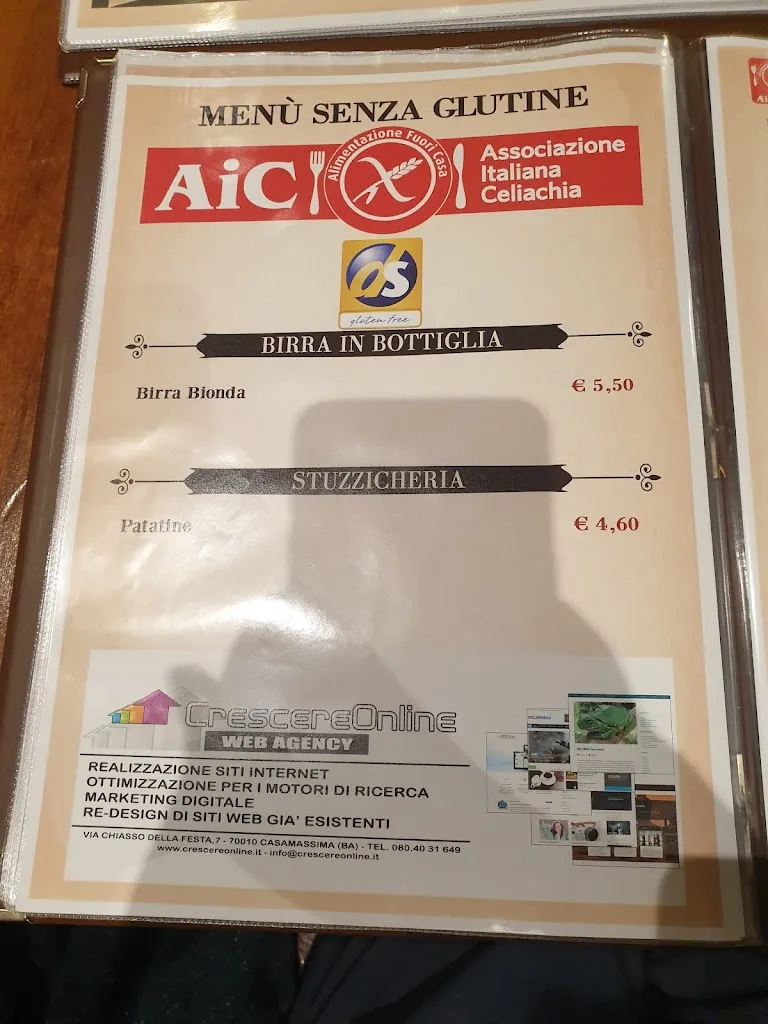 MENÙ SENZA GLUTINE
AiC
Alimentazione Fuori Casa
Associazione
Italiana
Celiachia
ds
gluten free
BIRRA IN BOTTIGLIA
Birra Bionda € 5,50
STUZZICHERIA
Patatine € 4,60
CrescereOnline
WEB AGENCY
REALIZZAZIONE SITI INTERNET
OTTIMIZZAZIONE PER I MOTORI DI RICERCA
MARKETING DIGITALE
RE-DESIGN DI SITI WEB GIA' ESISTENTI
VIA CHIASSO DELLA FESTA,7 - 70010 CASAMASSIMA (BA) - TEL. 080.40 31 649
www.crescereonline.it - info@crescereonline.it